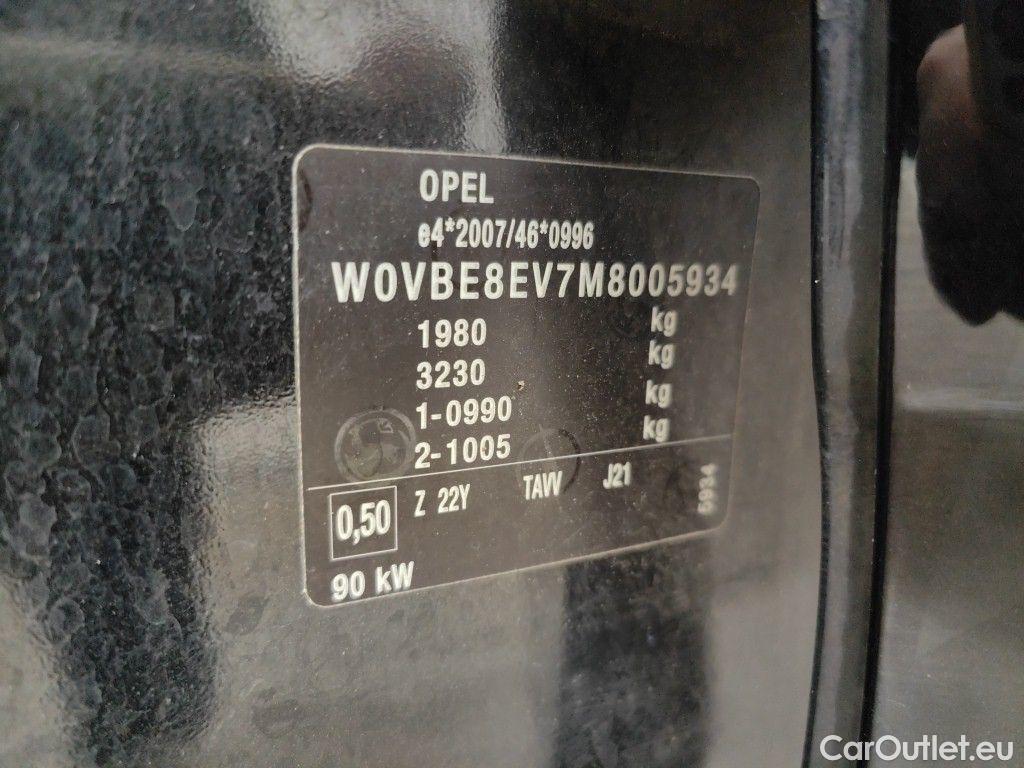 OPEL
e4*2007/46*0996
W0VBE8EV7M8005934
1980 kg
3230 kg
1-0990 kg
2-1005 kg
0,50 Z 22Y TAW J21 5934
90 kW
CarOutlet.eu